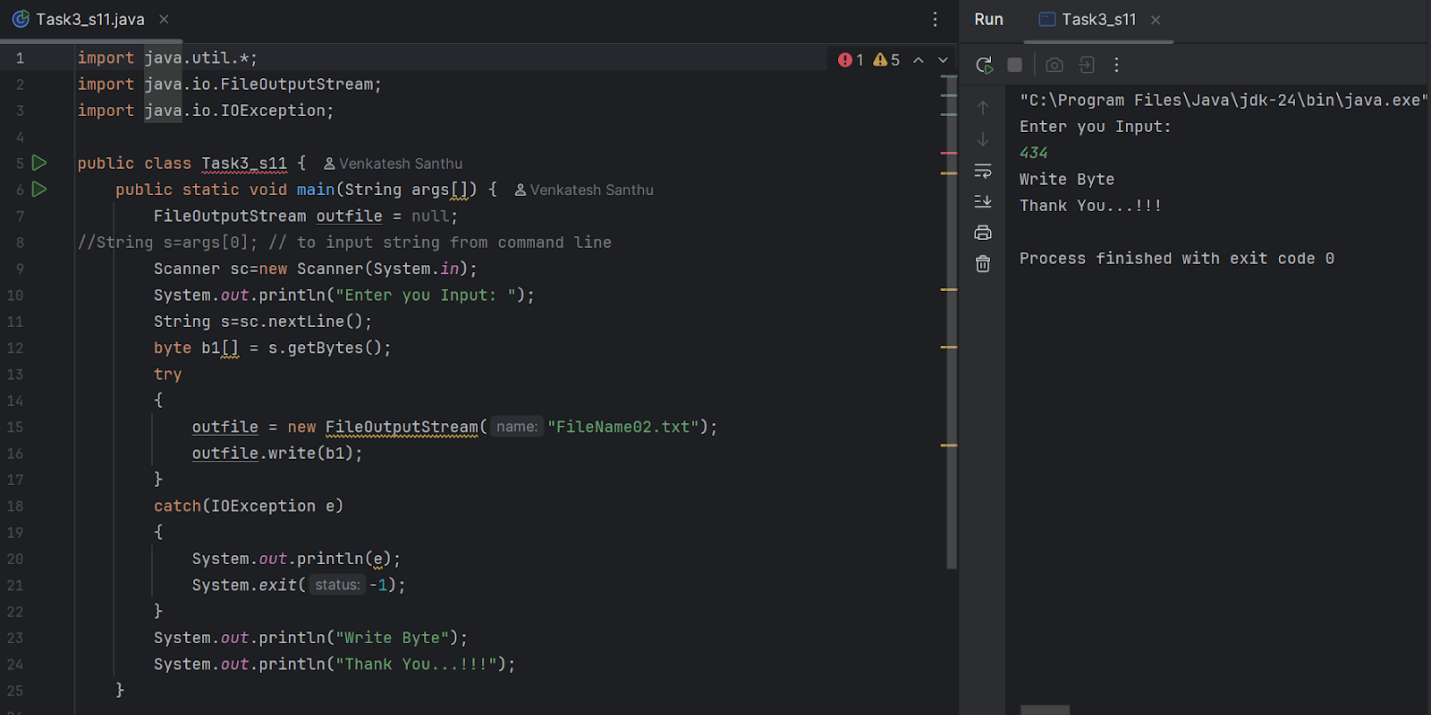 Task3_s11.java
1 import java.util.*;
2 import java.io.FileOutputStream;
3 import java.io.IOException;
4
5 public class Task3_s11 { Venkatesh Santhu
6 public static void main(String args[]) { Venkatesh Santhu
7 FileOutputStream outfile = null;
8 //String s=args[0]; // to input string from command line
9 Scanner sc=new Scanner(System.in);
10 System.out.println("Enter you Input: ");
11 String s=sc.nextLine();
12 byte b1[] = s.getBytes();
13 try
14 {
15 outfile = new FileOutputStream( name: "FileName02.txt");
16 outfile.write(b1);
17 }
18 catch(IOException e)
19 {
20 System.out.println(e);
21 System.exit( status: -1);
22 }
23 System.out.println("Write Byte");
24 System.out.println("Thank You...!!!");
25 }
1 5
Run Task3_s11
"C:\Program Files\Java\jdk-24\bin\java.exe"
Enter you Input:
434
Write Byte
Thank You...!!!
Process finished with exit code 0